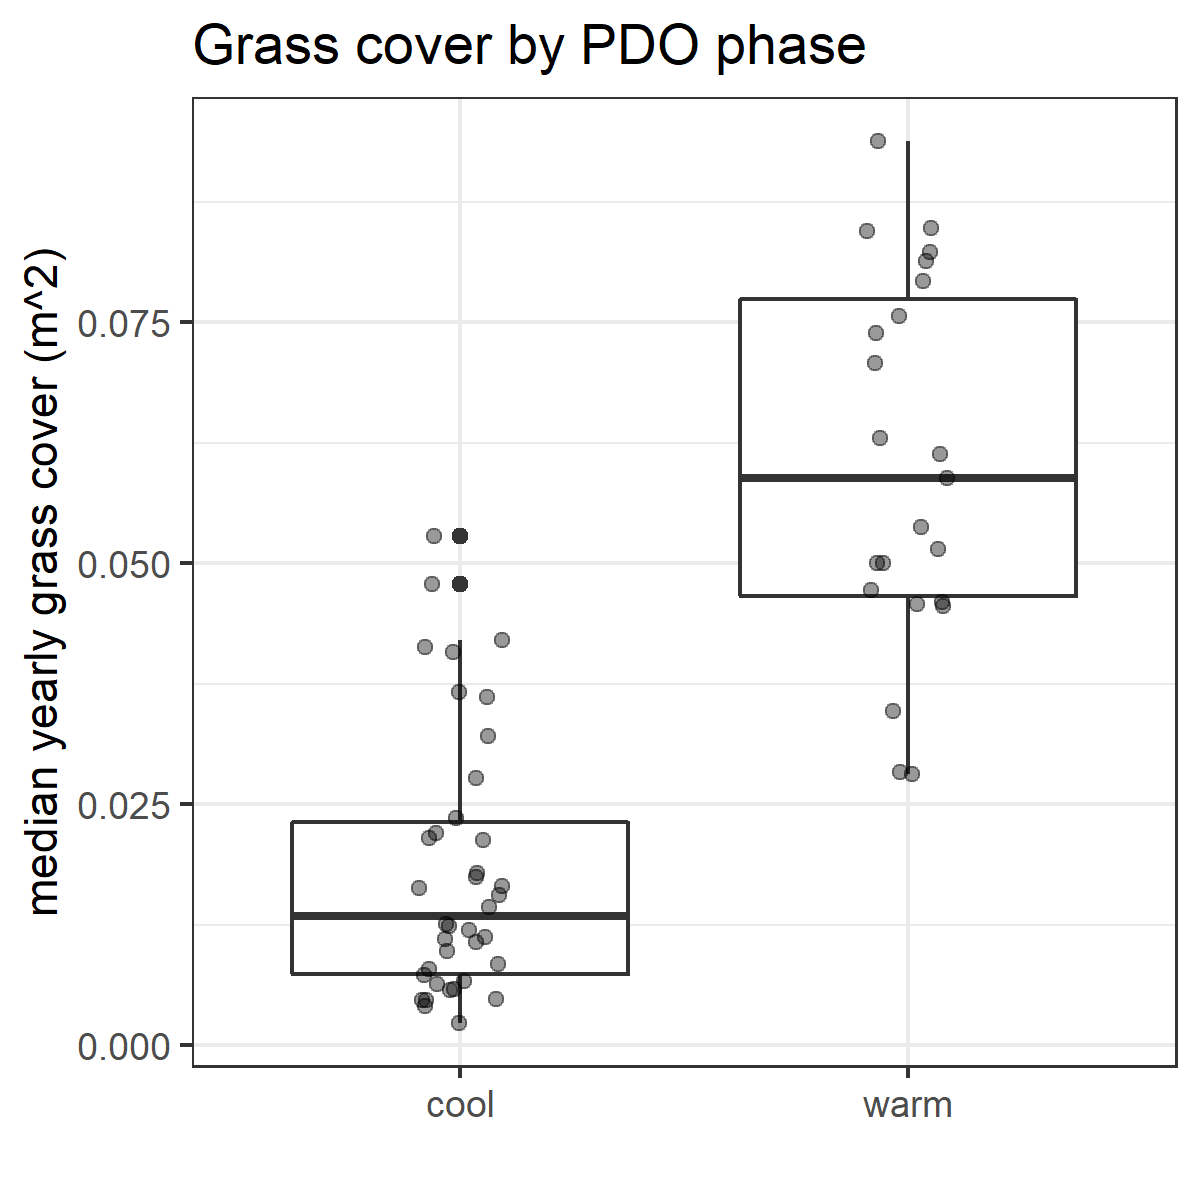 Grass cover by PDO phase
median yearly grass cover (m^2)
0.075
0.050
0.025
0.000
cool
warm